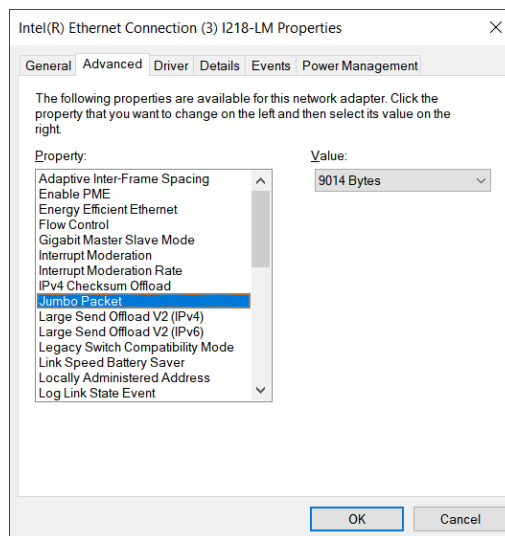 Intel(R) Ethernet Connection (3) I218-LM Properties
General Advanced Driver Details Events Power Management
The following properties are available for this network adapter. Click the
property that you want to change on the left and then select its value on the
right.
Property:
Value:
Adaptive Inter-Frame Spacing
9014 Bytes
Enable PME
Energy Efficient Ethernet
Flow Control
Gigabit Master Slave Mode
Interrupt Moderation
Interrupt Moderation Rate
IPv4 Checksum Offload
Jumbo Packet
Large Send Offload V2 (IPv4)
Large Send Offload V2 (IPv6)
Legacy Switch Compatibility Mode
Link Speed Battery Saver
Locally Administered Address
Log Link State Event
OK
Cancel